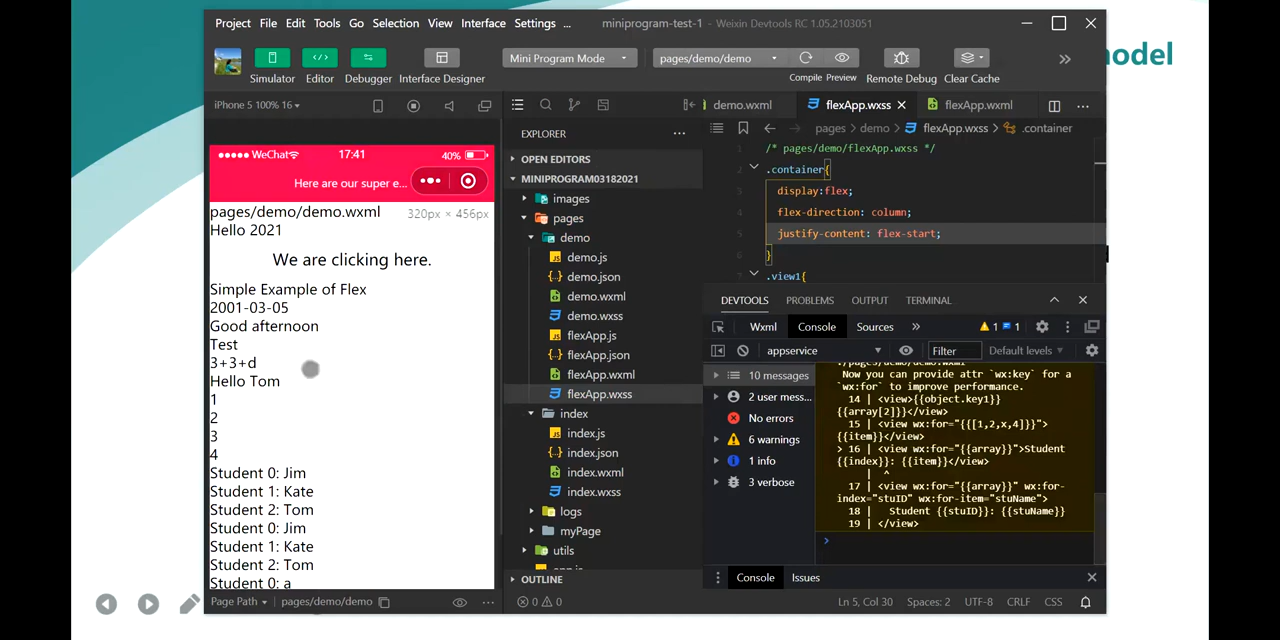 odel
Project File Edit Tools Go Selection View Interface Settings ... miniprogram-test-1 - Weixin Devtools RC 1.05.2103051
Simulator Editor Debugger Interface Designer
Mini Program Mode
pages/demo/demo
Compile Preview Remote Debug Clear Cache
iPhone 5 100% 16
WeChat 17:41 40%
Here are our super e...
pages/demo/demo.wxml
320px × 456px
Hello 2021
We are clicking here.
Simple Example of Flex
2001-03-05
Good afternoon
Test
3+3+d
Hello Tom
1
2
3
4
Student 0: Jim
Student 1: Kate
Student 2: Tom
Student 0: Jim
Student 1: Kate
Student 2: Tom
Student 0: a
Page Path pages/demo/demo
EXPLORER
OPEN EDITORS
MINIPROGRAM03182021
images
pages
demo
demo.js
demo.json
demo.wxml
demo.wxss
flexApp.js
flexApp.json
flexApp.wxml
flexApp.wxss
index
index.js
index.json
index.wxml
index.wxss
logs
myPage
utils
OUTLINE
0 0
demo.wxml flexApp.wxss flexApp.wxml
pages demo flexApp.wxss .container
1 /* pages/demo/flexApp.wxss */
2 .container{
3 display:flex;
4 flex-direction: column;
5 justify-content: flex-start;
6 }
7 .view1{
DEVTOOLS PROBLEMS OUTPUT TERMINAL
Wxml Console Sources 1 1
appservice Filter Default levels
10 messages
2 user mess...
No errors
6 warnings
1 info
3 verbose
./pages/demo/demo.wxml
Now you can provide attr `wx:key` for a
`wx:for` to improve performance.
14 | <view>{{object.key1}}
{{array[2]}}</view>
15 | <view wx:for="{{[1,2,x,4]}}">
{{item}}</view>
> 16 | <view wx:for="{{array}}">Student
{{index}}: {{item}}</view>
| ^
17 | <view wx:for="{{array}}" wx:for-
index="stuID" wx:for-item="stuName">
18 | Student {{stuID}}: {{stuName}}
19 | </view>
Console Issues
Ln 5, Col 30 Spaces: 2 UTF-8 CRLF CSS